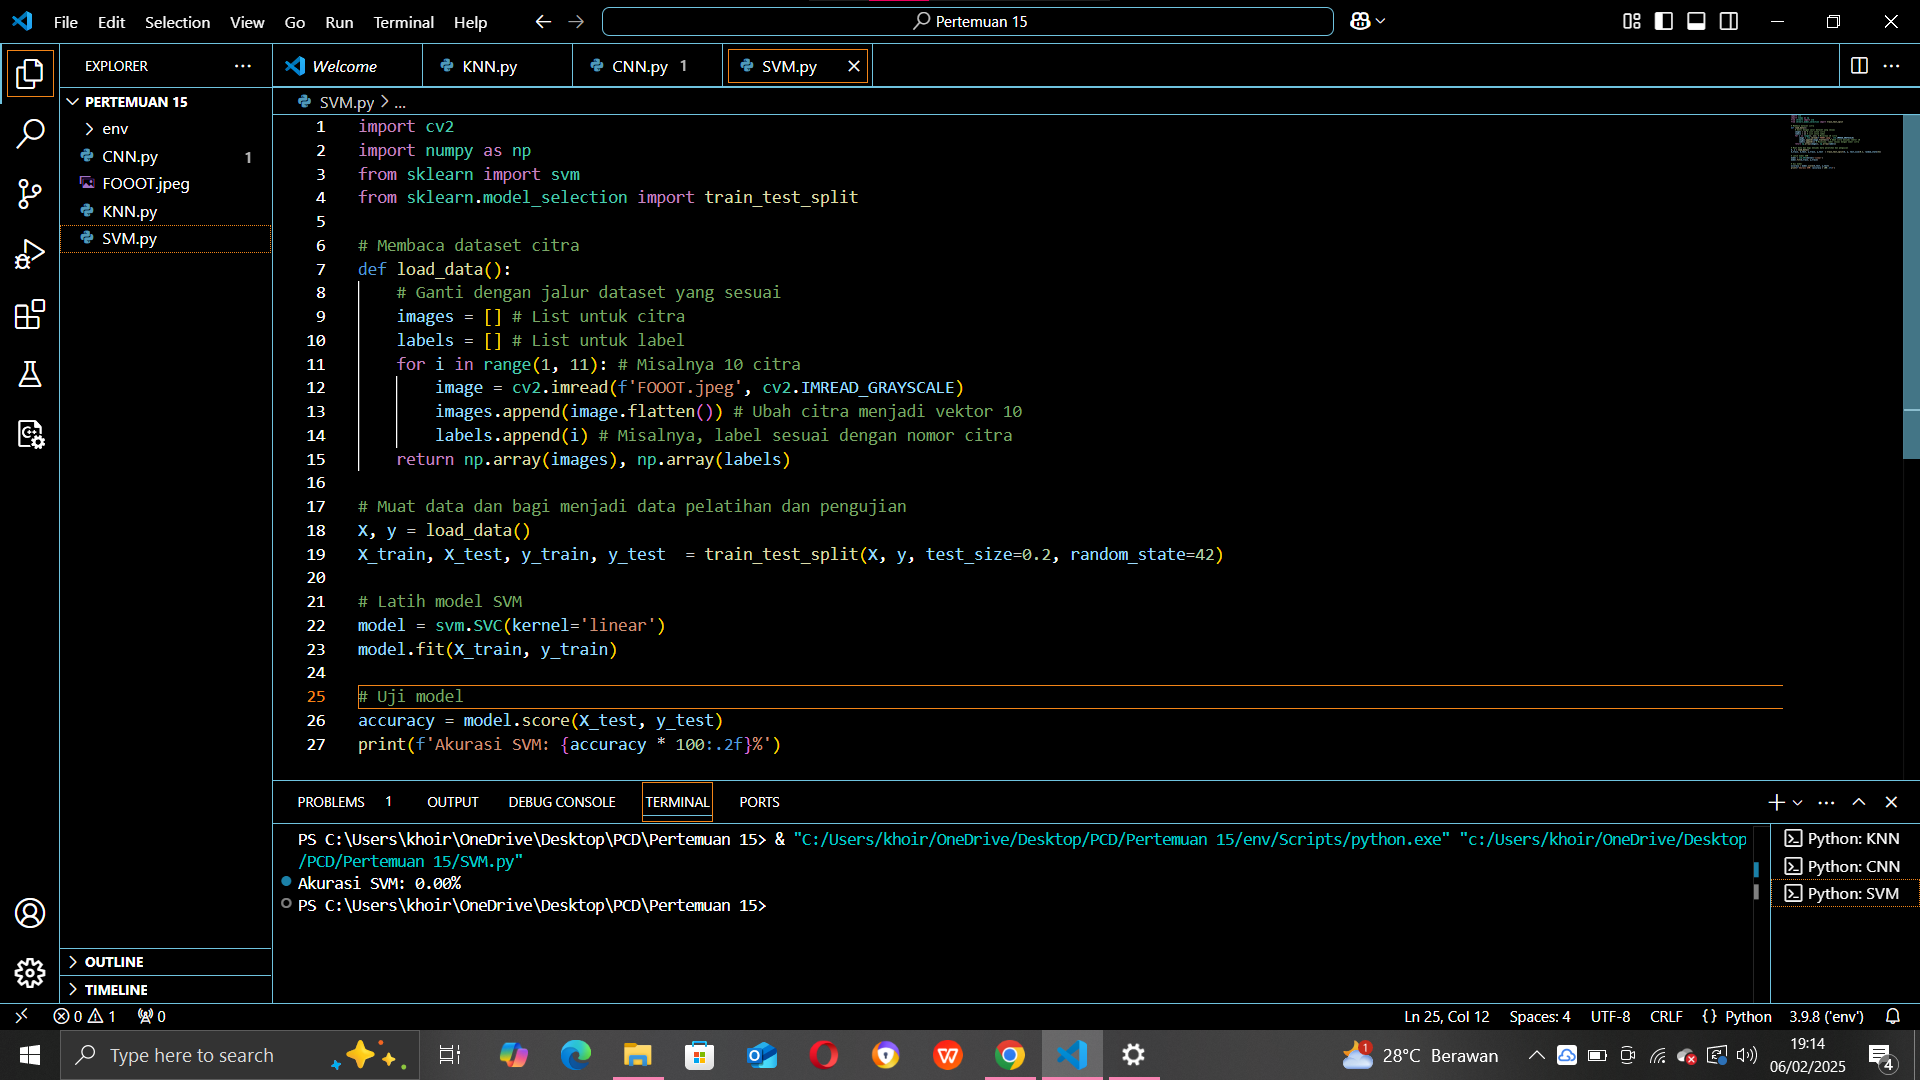 File Edit Selection View Go Run Terminal Help
Pertemuan 15
EXPLORER
Welcome
KNN.py
CNN.py 1
SVM.py
PERTEMUAN 15
env
CNN.py 1
FOOOT.jpeg
KNN.py
SVM.py
OUTLINE
TIMELINE
SVM.py > ...
1 import cv2
2 import numpy as np
3 from sklearn import svm
4 from sklearn.model_selection import train_test_split
5
6 # Membaca dataset citra
7 def load_data():
8 # Ganti dengan jalur dataset yang sesuai
9 images = [] # List untuk citra
10 labels = [] # List untuk label
11 for i in range(1, 11): # Misalnya 10 citra
12 image = cv2.imread(f'FOOOT.jpeg', cv2.IMREAD_GRAYSCALE)
13 images.append(image.flatten()) # Ubah citra menjadi vektor 10
14 labels.append(i) # Misalnya, label sesuai dengan nomor citra
15 return np.array(images), np.array(labels)
16
17 # Muat data dan bagi menjadi data pelatihan dan pengujian
18 X, y = load_data()
19 X_train, X_test, y_train, y_test  = train_test_split(X, y, test_size=0.2, random_state=42)
20
21 # Latih model SVM
22 model = svm.SVC(kernel='linear')
23 model.fit(X_train, y_train)
24
25 # Uji model
26 accuracy = model.score(X_test, y_test)
27 print(f'Akurasi SVM: {accuracy * 100:.2f}%')
PROBLEMS 1 OUTPUT DEBUG CONSOLE TERMINAL PORTS
PS C:\Users\khoir\OneDrive\Desktop\PCD\Pertemuan 15> & "C:/Users/khoir/OneDrive/Desktop/PCD/Pertemuan 15/env/Scripts/python.exe" "c:/Users/khoir/OneDrive/Desktop
/PCD/Pertemuan 15/SVM.py"
Akurasi SVM: 0.00%
PS C:\Users\khoir\OneDrive\Desktop\PCD\Pertemuan 15>
Python: KNN
Python: CNN
Python: SVM
0 1 0
Ln 25, Col 12 Spaces: 4 UTF-8 CRLF {} Python 3.9.8 ('env')
Type here to search
1
28°C Berawan
19:14
06/02/2025
4